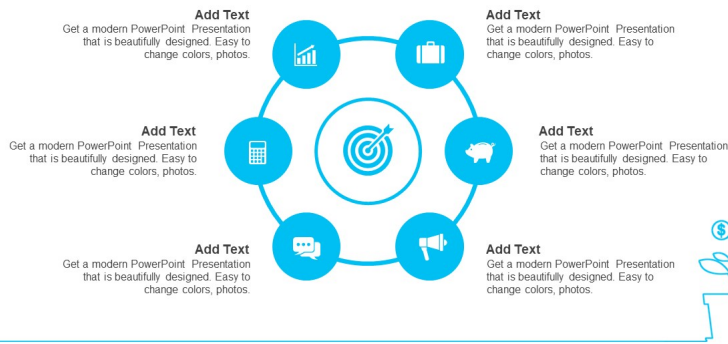 Add Text
Get a modern PowerPoint Presentation
that is beautifully designed. Easy to
change colors, photos.
Add Text
Get a modern PowerPoint Presentation
that is beautifully designed. Easy to
change colors, photos.
Add Text
Get a modern PowerPoint Presentation
that is beautifully designed. Easy to
change colors, photos.
Add Text
Get a modern PowerPoint Presentation
that is beautifully designed. Easy to
change colors, photos.
Add Text
Get a modern PowerPoint Presentation
that is beautifully designed. Easy to
change colors, photos.
Add Text
Get a modern PowerPoint Presentation
that is beautifully designed. Easy to
change colors, photos.
$